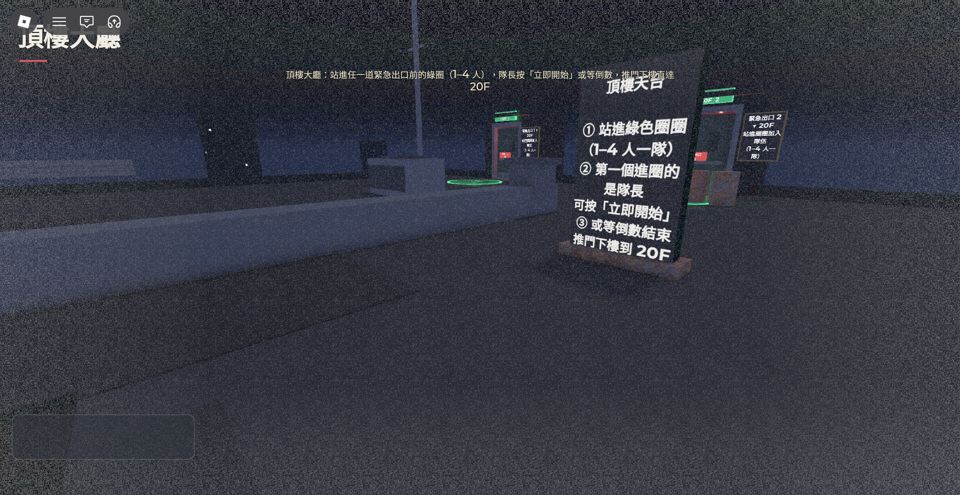 頂樓大廳
頂樓大廳：站進任一道緊急出口前的綠圈（1–4 人），隊長按「立即開始」或等倒數，推門下樓直達
20F
頂樓天台
① 站進綠色圈圈
（1–4 人一隊）
② 第一個進圈的
是隊長
可按「立即開始」
③ 或等倒數結束
推門下樓到 20F
緊急出口 2
站進圈圈加入
隊伍
（1–4 人一
隊）